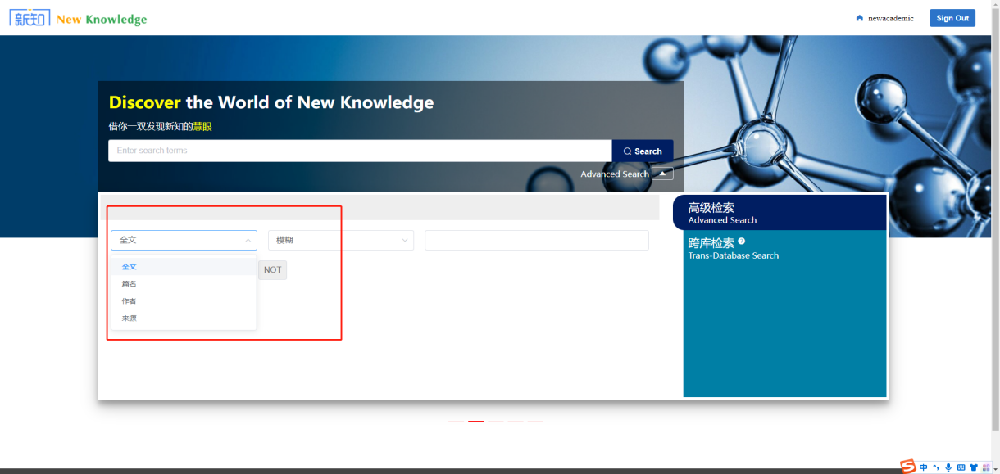 新知 New Knowledge
newacademic
Sign Out
Discover the World of New Knowledge
借你一双发现新知的慧眼
Enter search terms
Search
Advanced Search
高级检索
Advanced Search
跨库检索 ?
Trans-Database Search
全文
模糊
全文
NOT
篇名
作者
来源
中